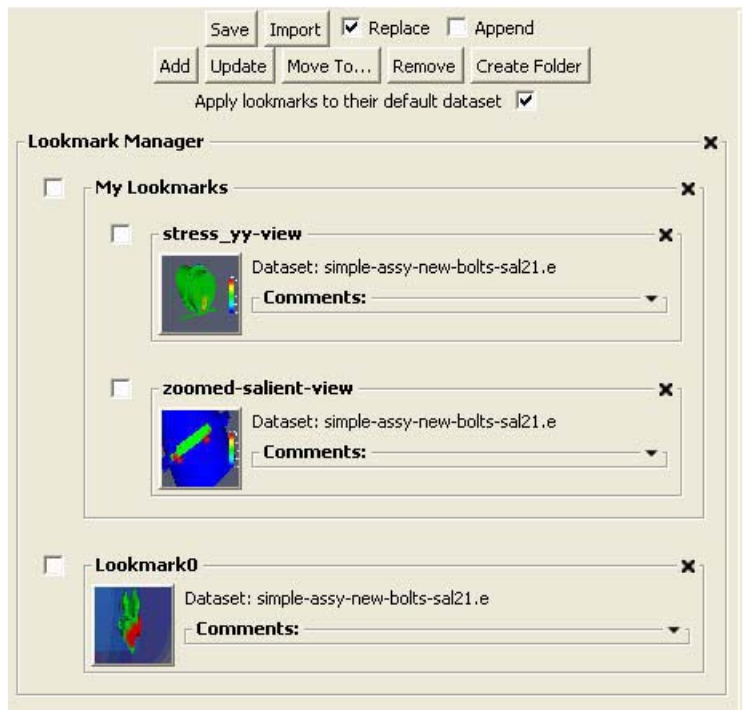 Save Import Replace Append
Add Update Move To... Remove Create Folder
Apply lookmarks to their default dataset
Lookmark Manager
My Lookmarks
stress_yy-view
Dataset: simple-assy-new-bolts-sal21.e
Comments:
zoomed-salient-view
Dataset: simple-assy-new-bolts-sal21.e
Comments:
Lookmark0
Dataset: simple-assy-new-bolts-sal21.e
Comments: